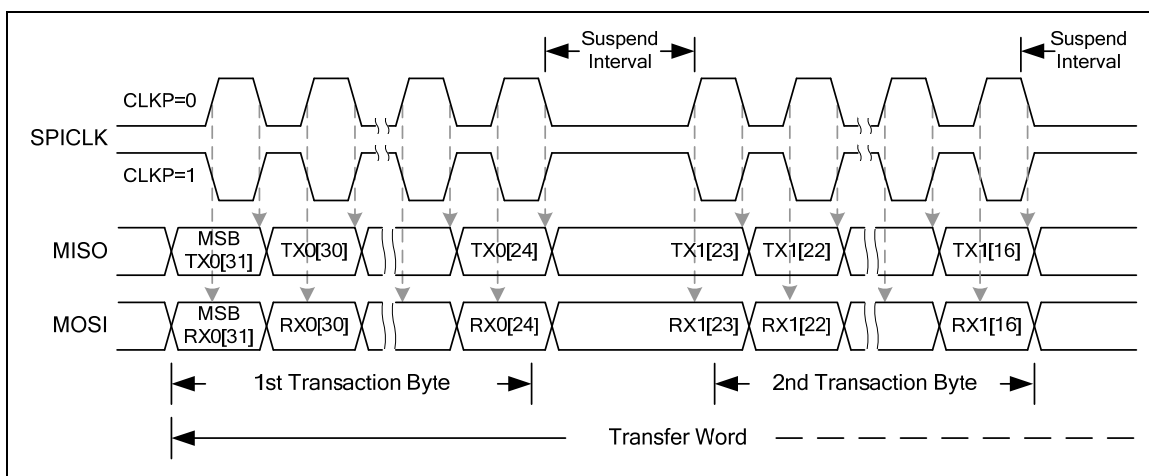 Suspend
Interval
Suspend
Interval
CLKP=0
SPICLK
CLKP=1
MISO
MSB
TX0[31]
TX0[30]
TX0[24]
TX1[23]
TX1[22]
TX1[16]
MOSI
MSB
RX0[31]
RX0[30]
RX0[24]
RX1[23]
RX1[22]
RX1[16]
1st Transaction Byte
2nd Transaction Byte
Transfer Word